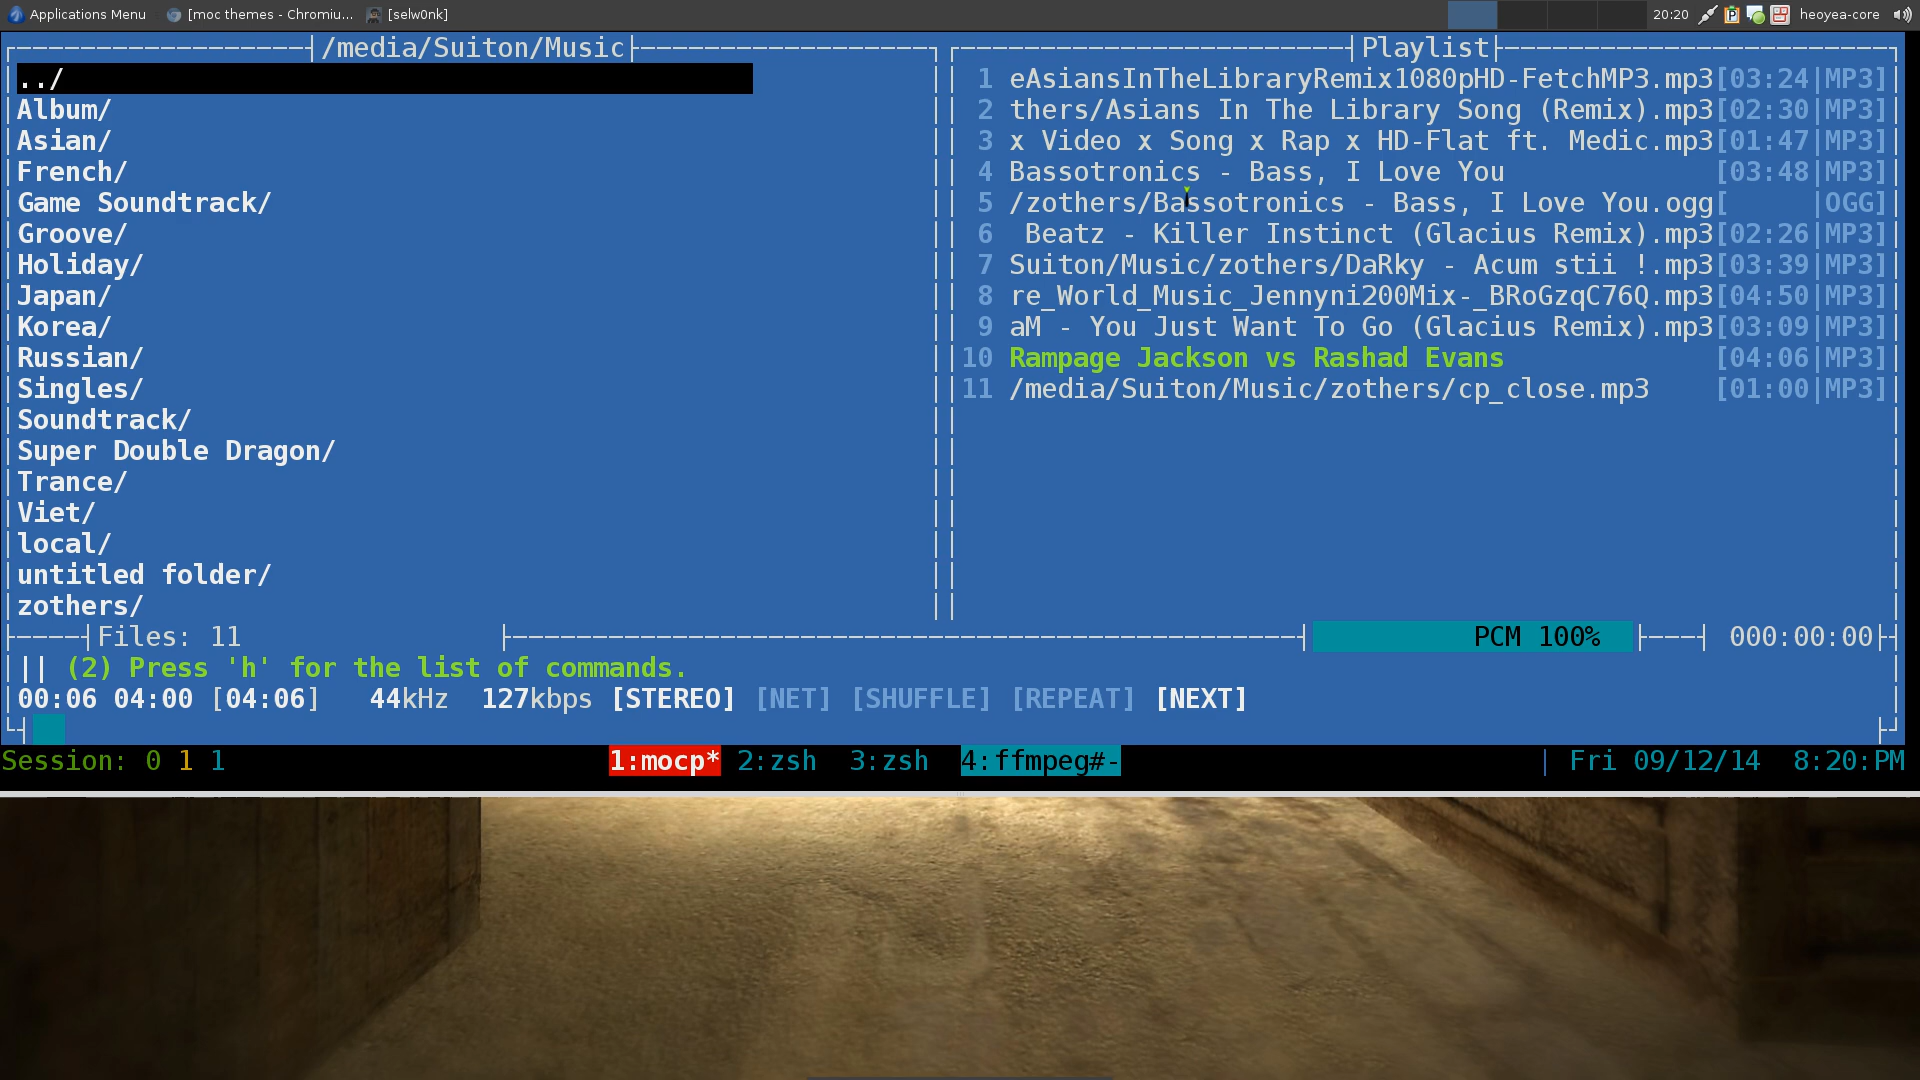 Applications Menu [moc themes - Chromiu... [selw0nk] 20:20 heoyea-core
/media/Suiton/Music
../
Album/
Asian/
French/
Game Soundtrack/
Groove/
Holiday/
Japan/
Korea/
Russian/
Singles/
Soundtrack/
Super Double Dragon/
Trance/
Viet/
local/
untitled folder/
zothers/
Playlist
1 eAsiansInTheLibraryRemix1080pHD-FetchMP3.mp3[03:24|MP3]
2 thers/Asians In The Library Song (Remix).mp3[02:30|MP3]
3 x Video x Song x Rap x HD-Flat ft. Medic.mp3[01:47|MP3]
4 Bassotronics - Bass, I Love You [03:48|MP3]
5 /zothers/Bassotronics - Bass, I Love You.ogg[ |OGG]
6 Beatz - Killer Instinct (Glacius Remix).mp3[02:26|MP3]
7 Suiton/Music/zothers/DaRky - Acum stii !.mp3[03:39|MP3]
8 re_World_Music_Jennyni200Mix-_BRoGzqC76Q.mp3[04:50|MP3]
9 aM - You Just Want To Go (Glacius Remix).mp3[03:09|MP3]
10 Rampage Jackson vs Rashad Evans [04:06|MP3]
11 /media/Suiton/Music/zothers/cp_close.mp3 [01:00|MP3]
Files: 11 PCM 100% 000:00:00
|| (2) Press 'h' for the list of commands.
00:06 04:00 [04:06] 44kHz 127kbps [STEREO] [NET] [SHUFFLE] [REPEAT] [NEXT]
Session: 0 1 1 1:mocp* 2:zsh 3:zsh 4:ffmpeg#- | Fri 09/12/14 8:20:PM